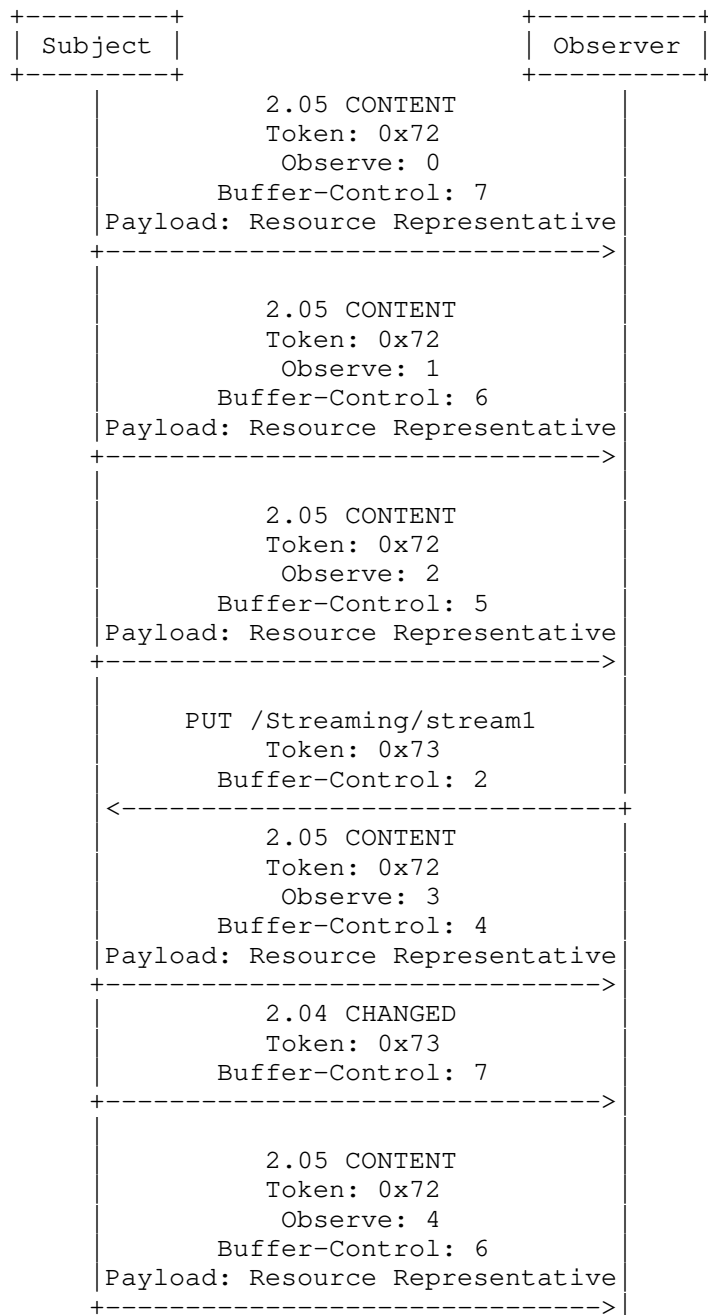 Subject Observer
2.05 CONTENT
Token: 0x72
Observe: 0
Buffer-Control: 7
Payload: Resource Representative
2.05 CONTENT
Token: 0x72
Observe: 1
Buffer-Control: 6
Payload: Resource Representative
2.05 CONTENT
Token: 0x72
Observe: 2
Buffer-Control: 5
Payload: Resource Representative
PUT /Streaming/stream1
Token: 0x73
Buffer-Control: 2
2.05 CONTENT
Token: 0x72
Observe: 3
Buffer-Control: 4
Payload: Resource Representative
2.04 CHANGED
Token: 0x73
Buffer-Control: 7
2.05 CONTENT
Token: 0x72
Observe: 4
Buffer-Control: 6
Payload: Resource Representative